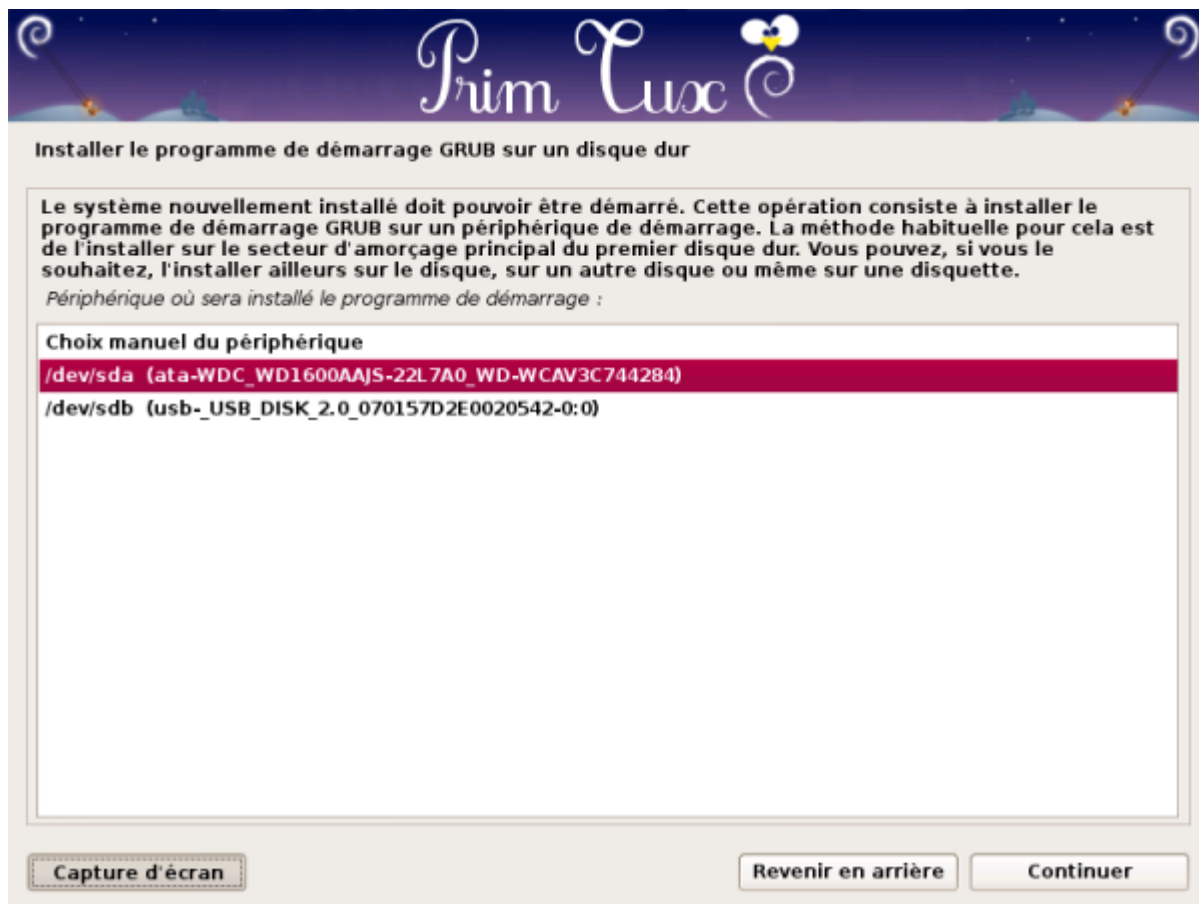 Prim Tux
Installer le programme de démarrage GRUB sur un disque dur
Le système nouvellement installé doit pouvoir être démarré. Cette opération consiste à installer le
programme de démarrage GRUB sur un périphérique de démarrage. La méthode habituelle pour cela est
de l'installer sur le secteur d'amorçage principal du premier disque dur. Vous pouvez, si vous le
souhaitez, l'installer ailleurs sur le disque, sur un autre disque ou même sur une disquette.
Périphérique où sera installé le programme de démarrage :
Choix manuel du périphérique
/dev/sda (ata-WDC_WD1600AAJS-22L7A0_WD-WCAV3C744284)
/dev/sdb (usb-_USB_DISK_2.0_070157D2E0020542-0:0)
Capture d'écran
Revenir en arrière
Continuer